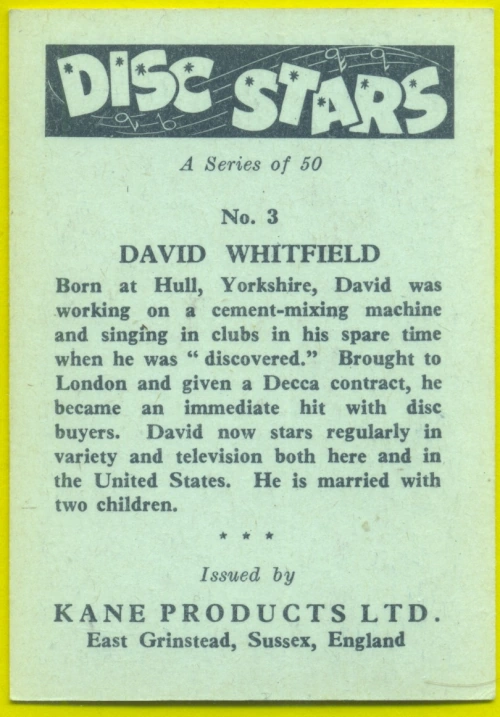 DISC STARS
A Series of 50
No. 3
DAVID WHITFIELD
Born at Hull, Yorkshire, David was
working on a cement-mixing machine
and singing in clubs in his spare time
when he was “ discovered.” Brought to
London and given a Decca contract, he
became an immediate hit with disc
buyers. David now stars regularly in
variety and television both here and in
the United States. He is married with
two children.
* * *
Issued by
KANE PRODUCTS LTD.
East Grinstead, Sussex, England